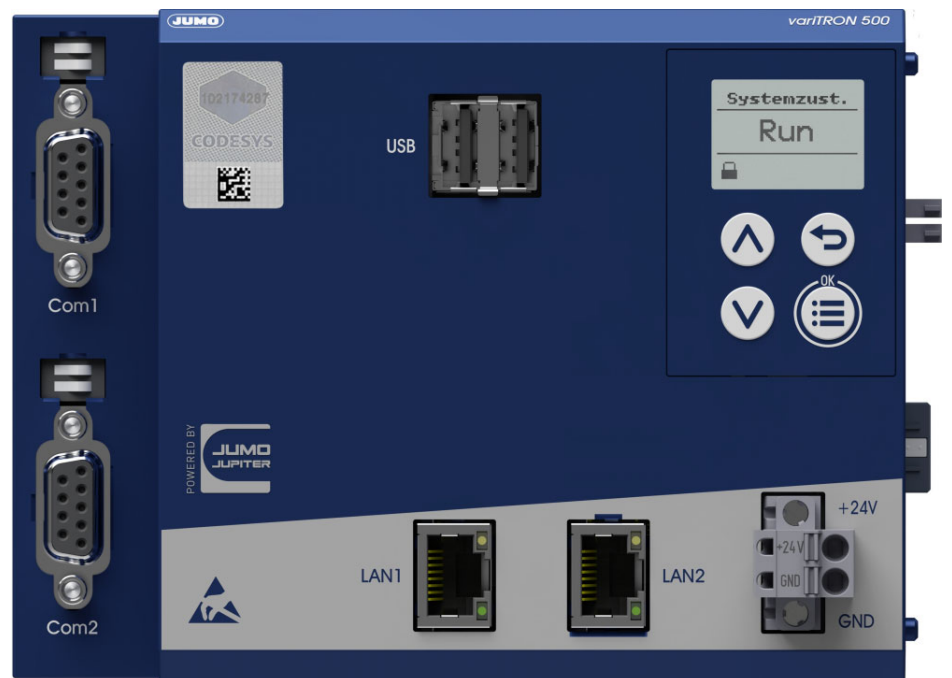 JUMO
variTRON 500
102174287
CODESYS
USB
Systemzust.
Run
OK
Com1
POWERED BY
JUMO
JUPITER
+24V
+24V
LAN1
LAN2
GND
GND
Com2